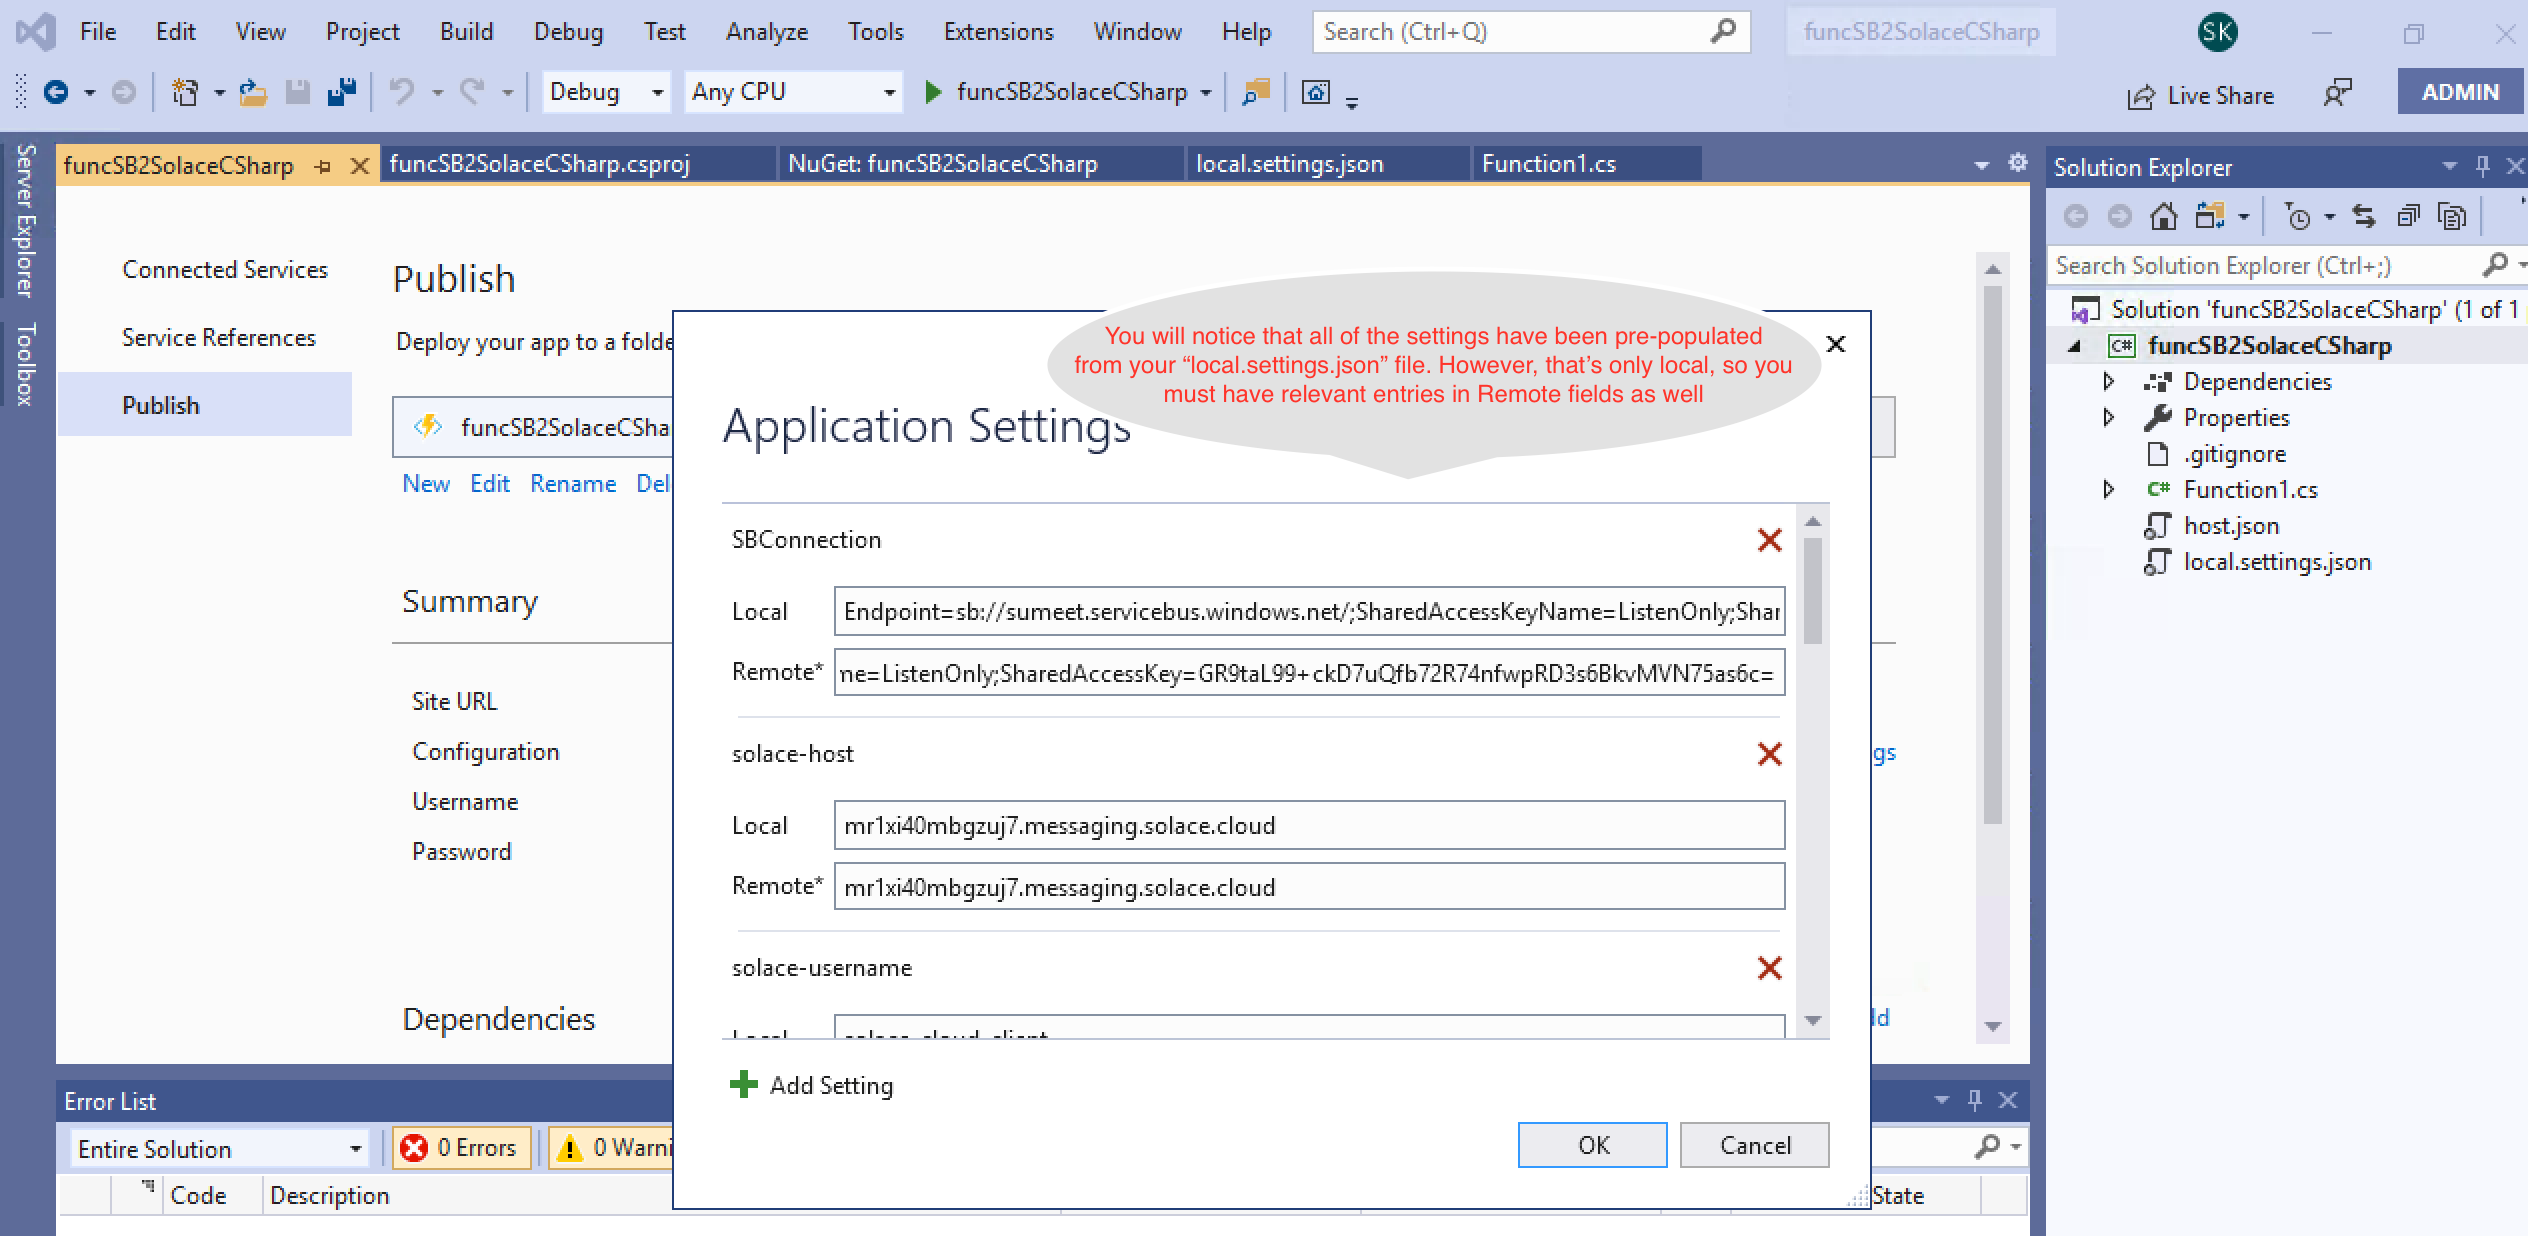 File Edit View Project Build Debug Test Analyze Tools Extensions Window Help Search (Ctrl+Q) funcSB2SolaceCSharp SK
Debug Any CPU funcSB2SolaceCSharp Live Share ADMIN
Server Explorer
Toolbox
funcSB2SolaceCSharp funcSB2SolaceCSharp.csproj NuGet: funcSB2SolaceCSharp local.settings.json Function1.cs
Connected Services
Service References
Publish
Publish
Deploy your app to a folde
funcSB2SolaceCSha
New Edit Rename Del
Summary
Site URL
Configuration
Username
Password
gs
Dependencies
dd
You will notice that all of the settings have been pre-populated
from your “local.settings.json” file. However, that’s only local, so you
must have relevant entries in Remote fields as well
Application Settings
SBConnection
Local Endpoint=sb://sumeet.servicebus.windows.net/;SharedAccessKeyName=ListenOnly;Shar
Remote* ne=ListenOnly;SharedAccessKey=GR9taL99+ckD7uQfb72R74nfwpRD3s6BkvMVN75as6c=
solace-host
Local mr1xi40mbgzuj7.messaging.solace.cloud
Remote* mr1xi40mbgzuj7.messaging.solace.cloud
solace-username
Local solace-cloud-client
Add Setting
OK Cancel
Error List
Entire Solution 0 Errors 0 Warni
Code Description State
Solution Explorer
Search Solution Explorer (Ctrl+;)
Solution 'funcSB2SolaceCSharp' (1 of 1
C# funcSB2SolaceCSharp
Dependencies
Properties
.gitignore
C# Function1.cs
host.json
local.settings.json